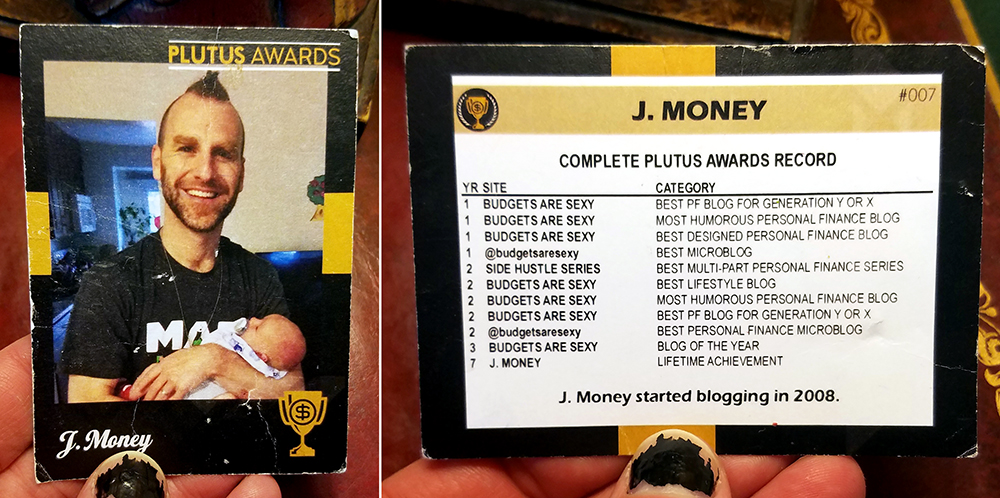 PLUTUS AWARDS
MA
$
J. Money
$
#007
J. MONEY
COMPLETE PLUTUS AWARDS RECORD
YR SITE CATEGORY
1 BUDGETS ARE SEXY BEST PF BLOG FOR GENERATION Y OR X
1 BUDGETS ARE SEXY MOST HUMOROUS PERSONAL FINANCE BLOG
1 BUDGETS ARE SEXY BEST DESIGNED PERSONAL FINANCE BLOG
1 @budgetsaresexy BEST MICROBLOG
2 SIDE HUSTLE SERIES BEST MULTI-PART PERSONAL FINANCE SERIES
2 BUDGETS ARE SEXY BEST LIFESTYLE BLOG
2 BUDGETS ARE SEXY MOST HUMOROUS PERSONAL FINANCE BLOG
2 BUDGETS ARE SEXY BEST PF BLOG FOR GENERATION Y OR X
2 @budgetsaresexy BEST PERSONAL FINANCE MICROBLOG
3 BUDGETS ARE SEXY BLOG OF THE YEAR
7 J. MONEY LIFETIME ACHIEVEMENT
J. Money started blogging in 2008.